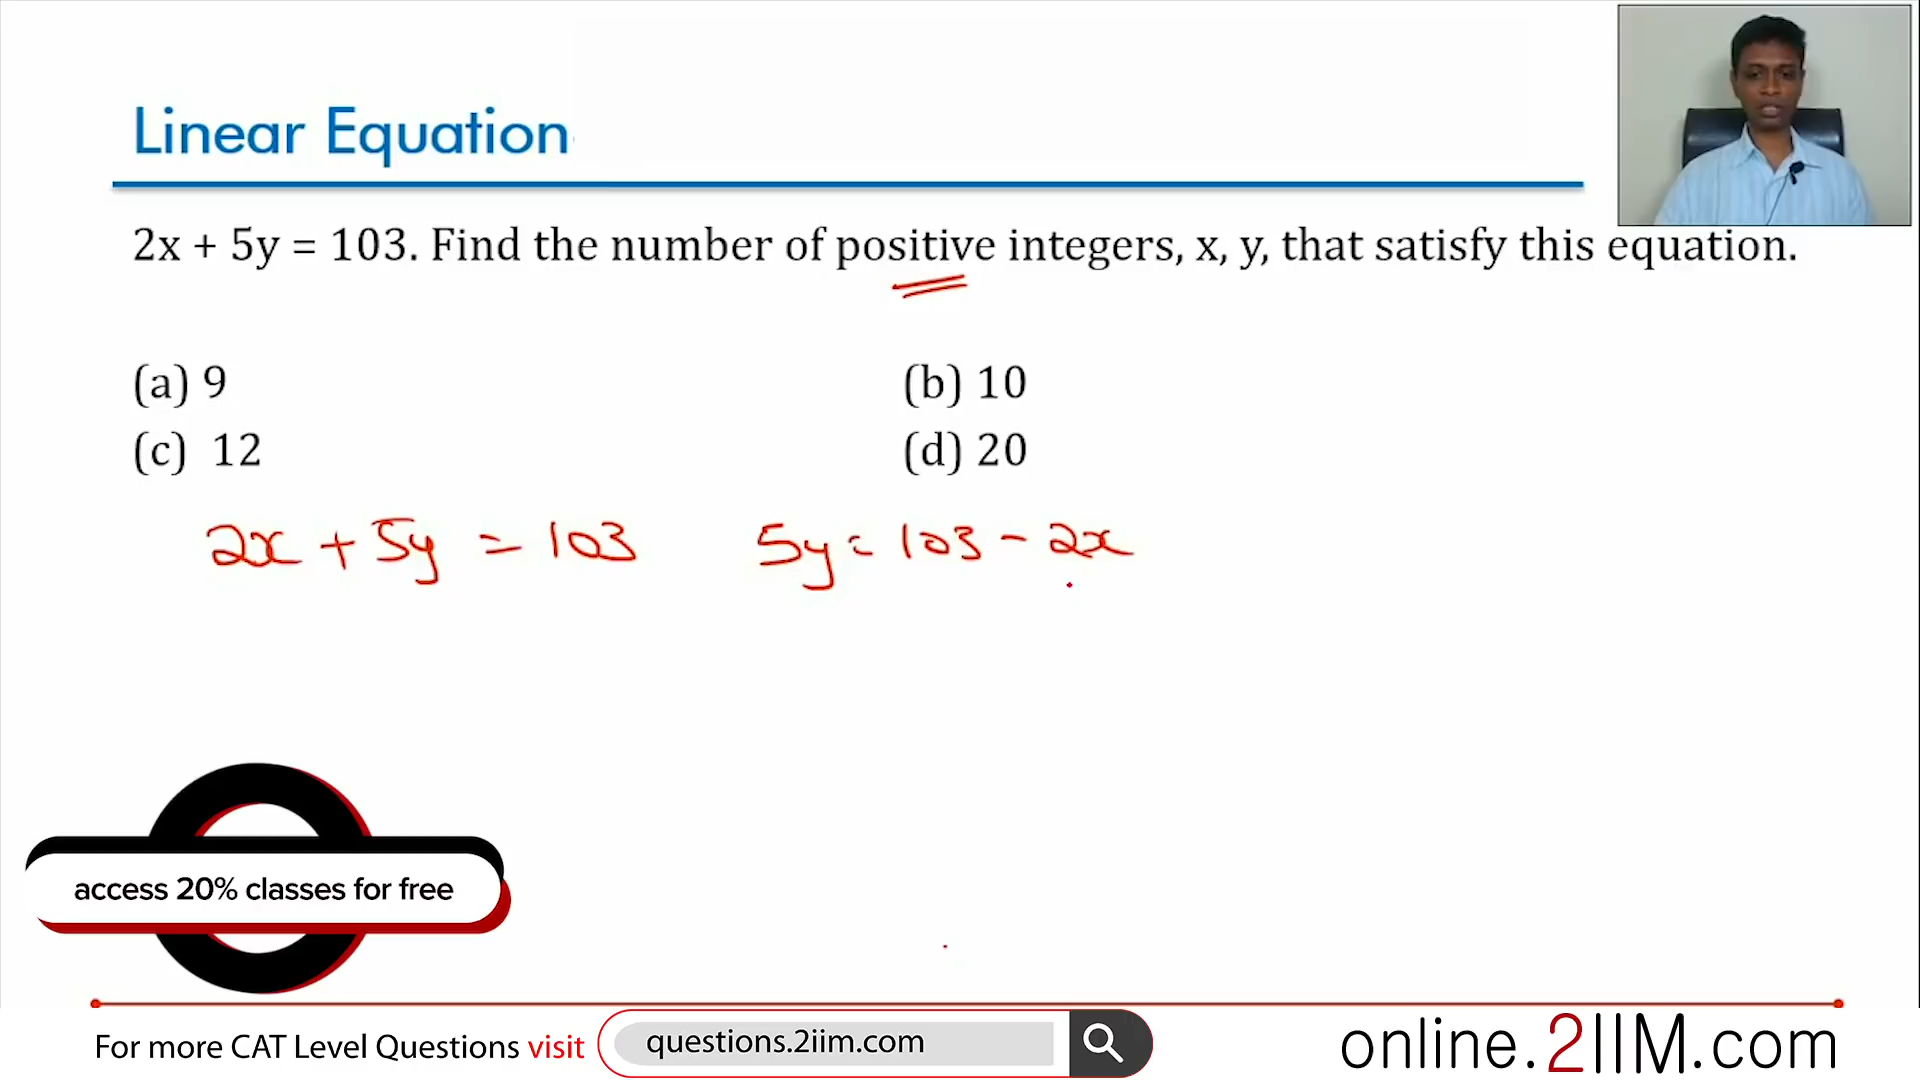 Linear Equation
2x + 5y = 103. Find the number of positive integers, x, y, that satisfy this equation.
(a) 9 (b) 10
(c) 12 (d) 20
2x + 5y = 103 5y = 103 - 2x
access 20% classes for free
For more CAT Level Questions visit questions.2iim.com online.2IIM.com